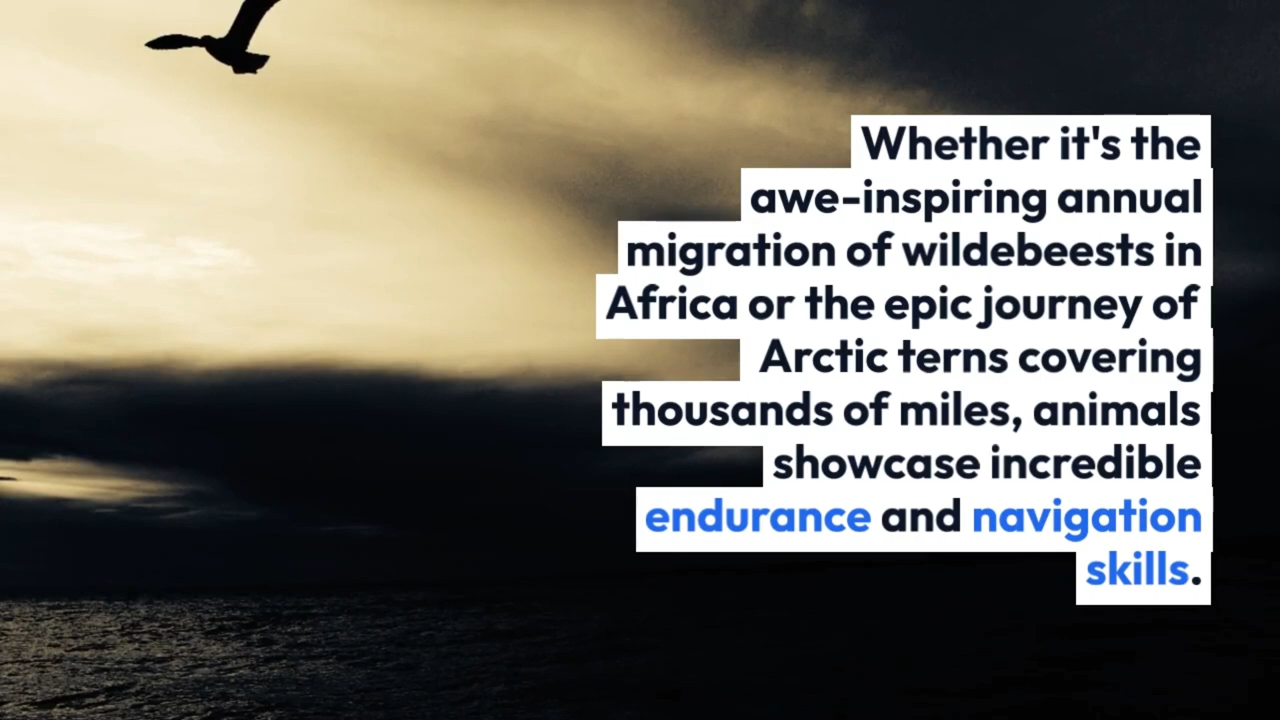 Whether it's the
awe-inspiring annual
migration of wildebeests in
Africa or the epic journey of
Arctic terns covering
thousands of miles, animals
showcase incredible
endurance and navigation
skills.